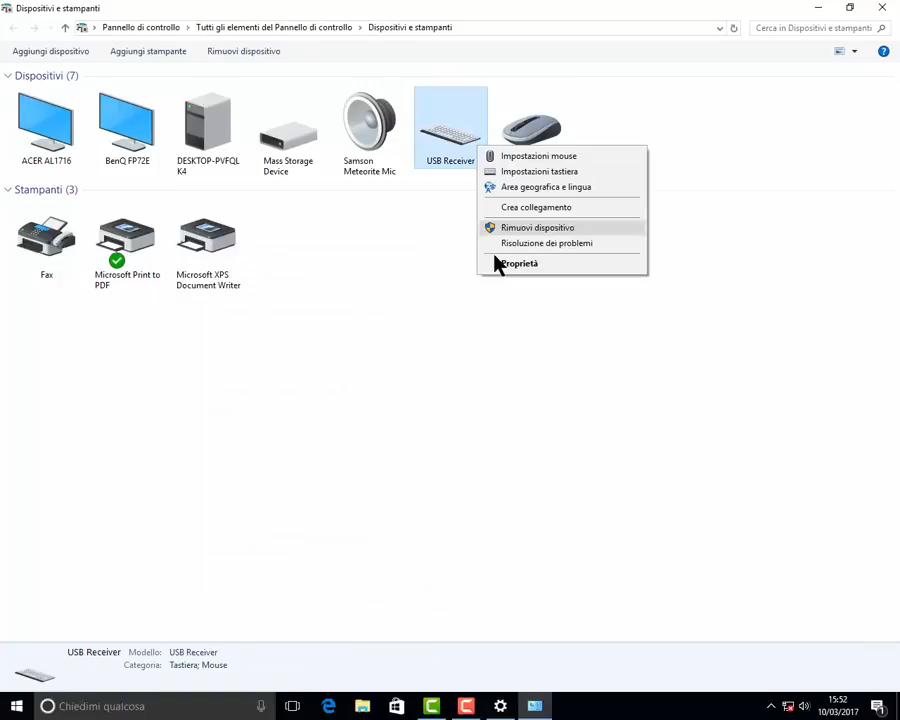 Dispositivi e stampanti
Pannello di controllo > Tutti gli elementi del Pannello di controllo > Dispositivi e stampanti
Cerca in Dispositivi e stampanti
Aggiungi dispositivo Aggiungi stampante Rimuovi dispositivo
Dispositivi (7)
ACER AL1716
BenQ FP72E
DESKTOP-PVFQL
K4
Mass Storage
Device
Samson
Meteorite Mic
USB Receiver
Impostazioni mouse
Impostazioni tastiera
Area geografica e lingua
Crea collegamento
Rimuovi dispositivo
Risoluzione dei problemi
Proprietà
Stampanti (3)
Fax
Microsoft Print to
PDF
Microsoft XPS
Document Writer
USB Receiver Modello: USB Receiver
Categoria: Tastiera; Mouse
Chiedimi qualcosa
15:52
10/03/2017